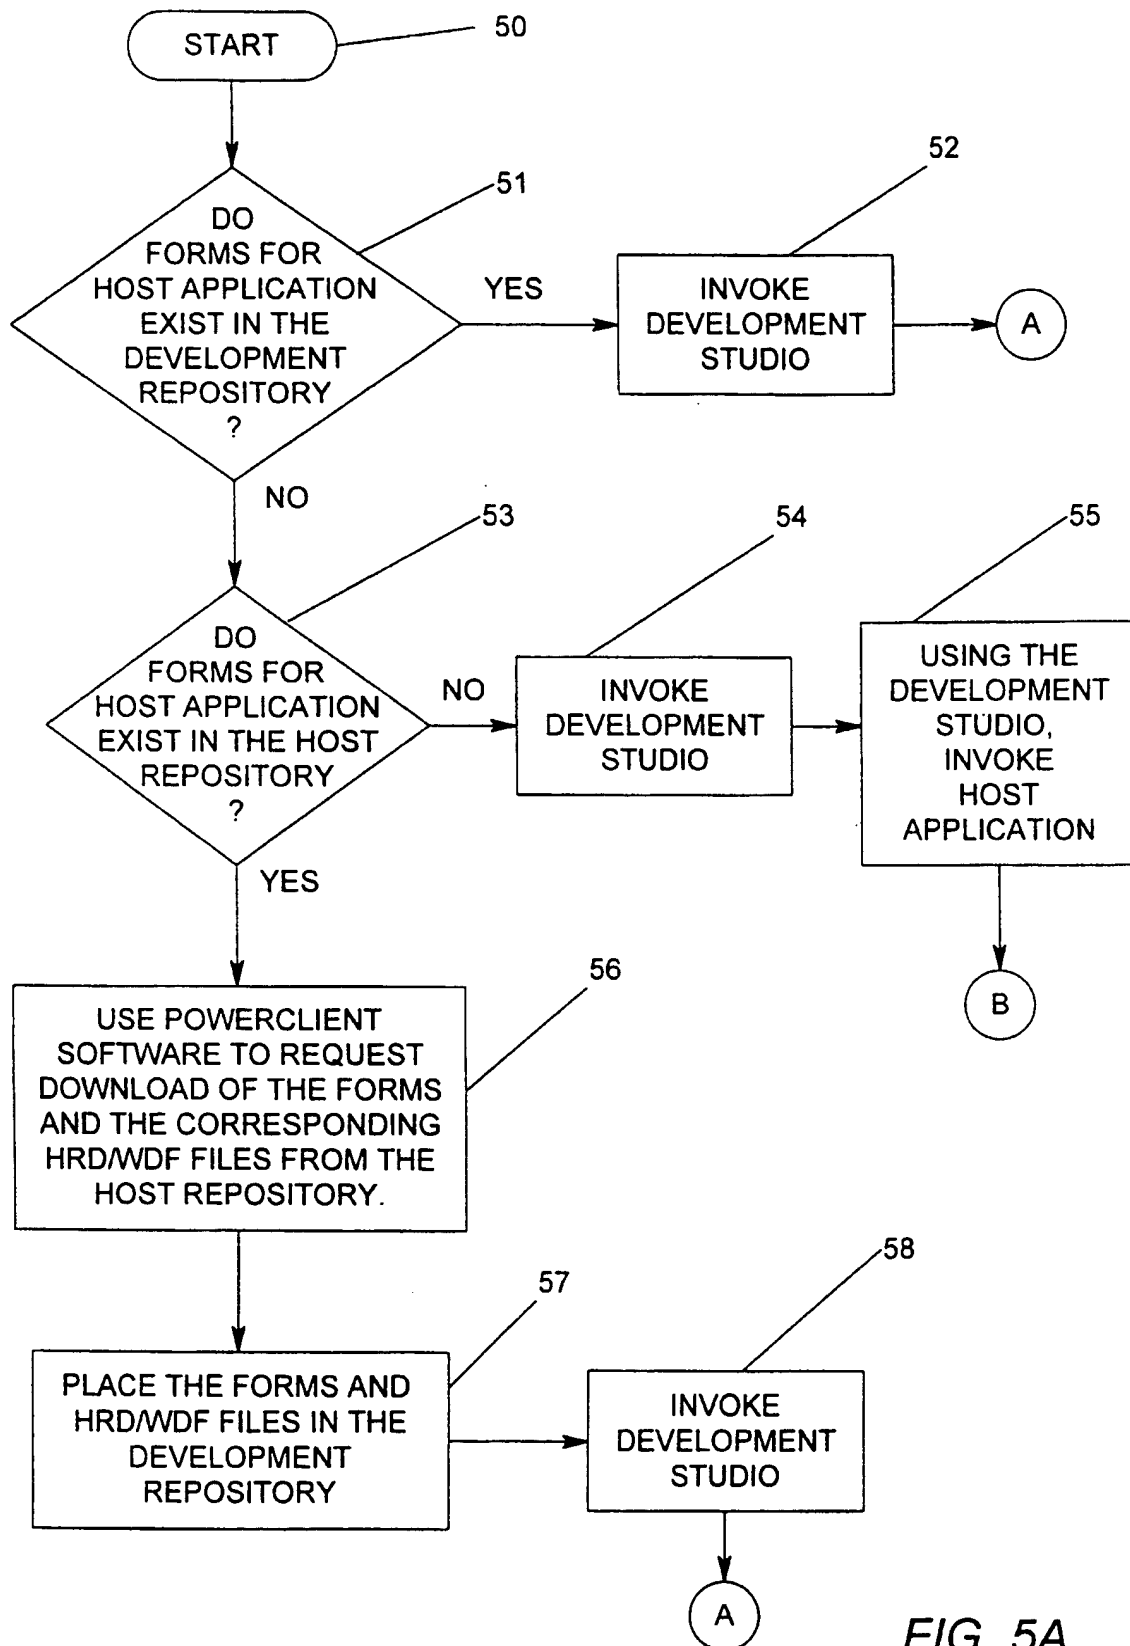 START
50
51
DO
FORMS FOR
HOST APPLICATION
EXIST IN THE
DEVELOPMENT
REPOSITORY
?
YES
52
INVOKE
DEVELOPMENT
STUDIO
A
NO
53
DO
FORMS FOR
HOST APPLICATION
EXIST IN THE HOST
REPOSITORY
?
NO
54
INVOKE
DEVELOPMENT
STUDIO
55
USING THE
DEVELOPMENT
STUDIO,
INVOKE
HOST
APPLICATION
B
YES
56
USE POWERCLIENT
SOFTWARE TO REQUEST
DOWNLOAD OF THE FORMS
AND THE CORRESPONDING
HRD/WDF FILES FROM THE
HOST REPOSITORY.
57
PLACE THE FORMS AND
HRD/WDF FILES IN THE
DEVELOPMENT
REPOSITORY
58
INVOKE
DEVELOPMENT
STUDIO
A
FIG. 5A